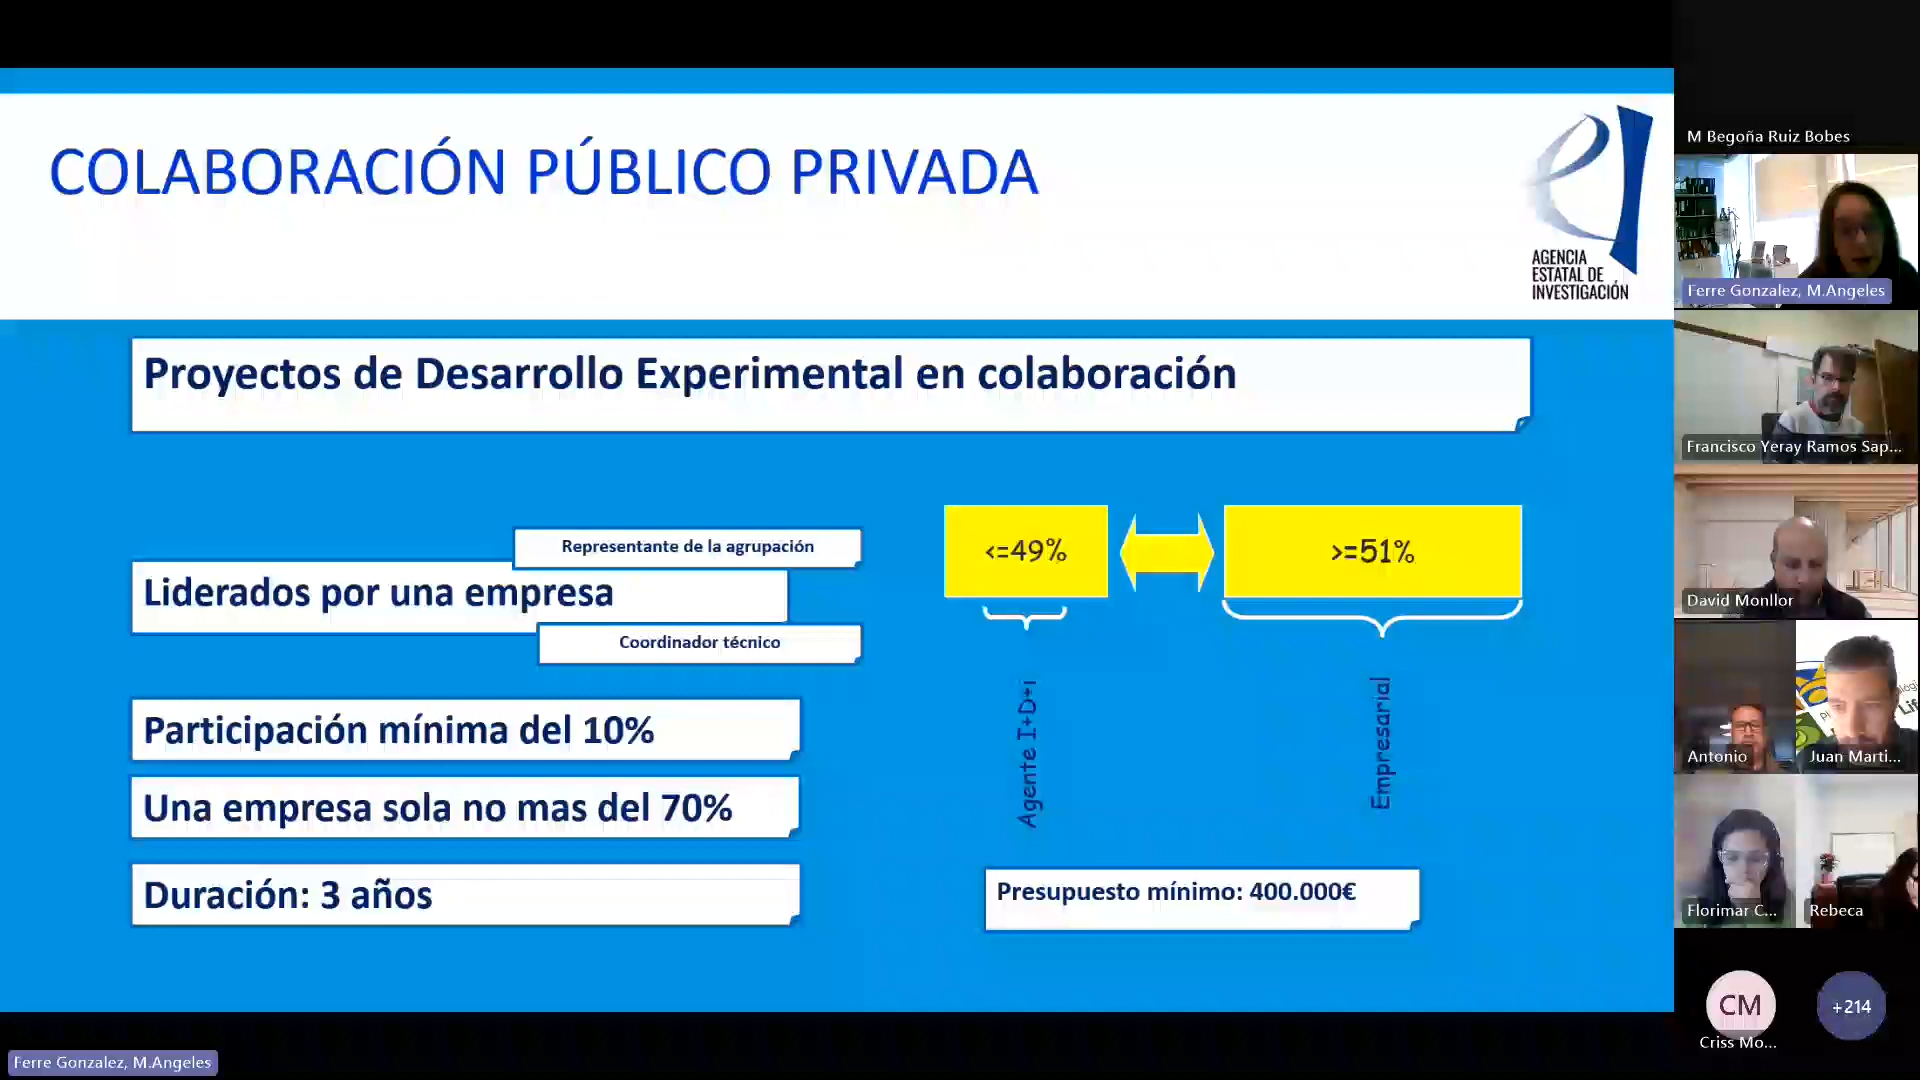 COLABORACIÓN PÚBLICO PRIVADA
AGENCIA
ESTATAL DE
INVESTIGACIÓN
Proyectos de Desarrollo Experimental en colaboración
Representante de la agrupación
Liderados por una empresa
Coordinador técnico
Participación mínima del 10%
Una empresa sola no mas del 70%
Duración: 3 años
<=49%
>=51%
Agente I+D+i
Empresarial
Presupuesto mínimo: 400.000€
M Begoña Ruiz Bobes
Ferre Gonzalez, M.Angeles
Francisco Yeray Ramos Sap...
David Monllor
Antonio
Juan Marti...
Florimar C...
Rebeca
CM
Criss Mo...
+214
Ferre Gonzalez, M.Angeles